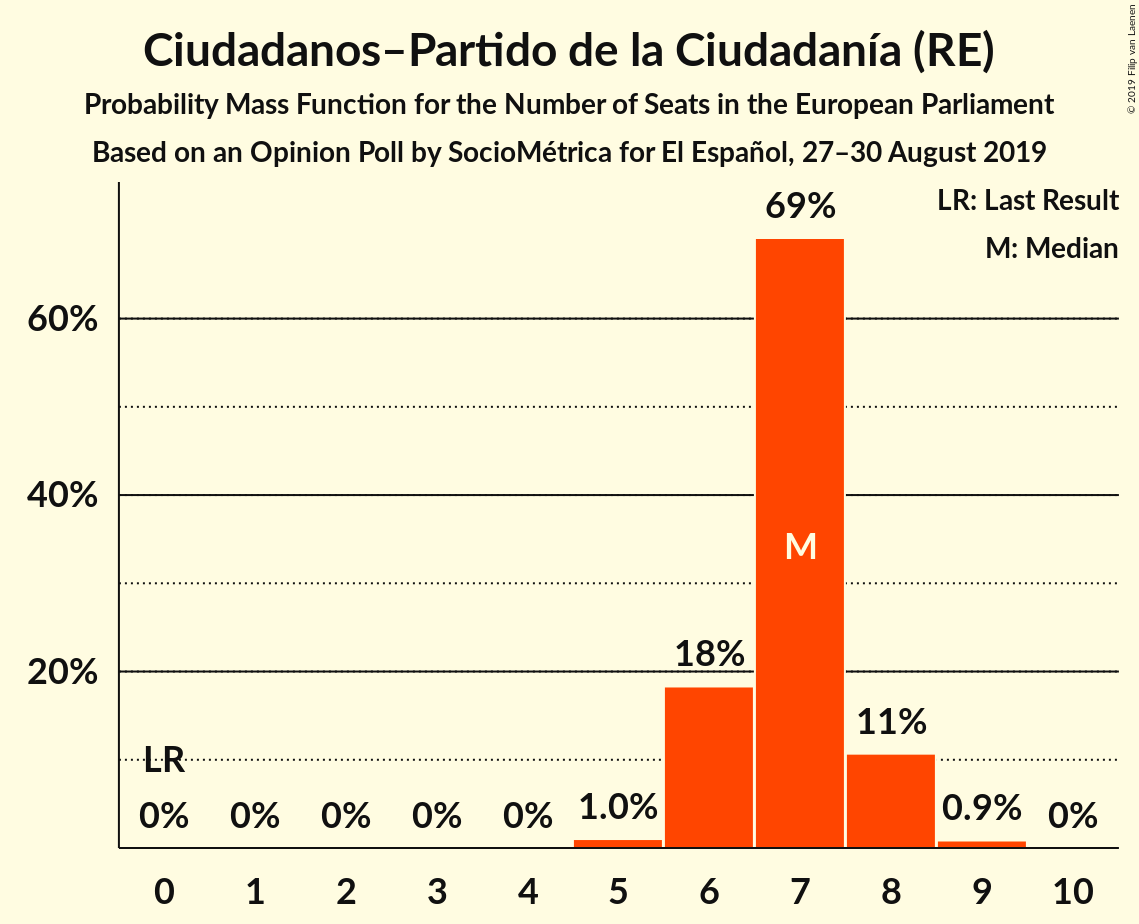 Ciudadanos–Partido de la Ciudadanía (RE)
Probability Mass Function for the Number of Seats in the European Parliament
Based on an Opinion Poll by SocioMétrica for El Español, 27–30 August 2019
© 2019 Filip van Laenen
LR: Last Result
M: Median
69%
60%
40%
M
20%
18%
11%
LR
0%
0%
0%
0%
0%
1.0%
0.9%
0%
0 1 2 3 4 5 6 7 8 9 10